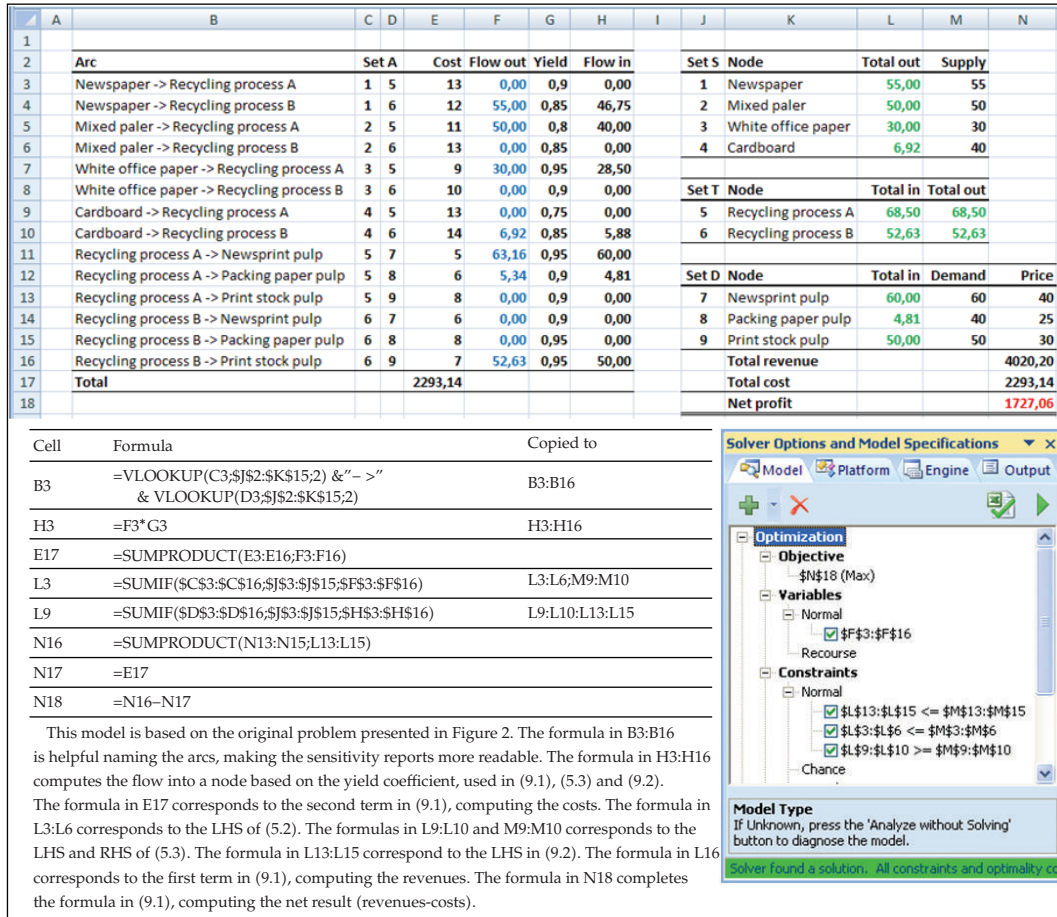 A B C D E F G H I J K L M N
1
2 Arc Set A Cost Flow out Yield Flow in Set S Node Total out Supply
3 Newspaper -> Recycling process A 1 5 13 0,00 0,9 0,00 1 Newspaper 55,00 55
4 Newspaper -> Recycling process B 1 6 12 55,00 0,85 46,75 2 Mixed paler 50,00 50
5 Mixed paler -> Recycling process A 2 5 11 50,00 0,8 40,00 3 White office paper 30,00 30
6 Mixed paler -> Recycling process B 2 6 13 0,00 0,85 0,00 4 Cardboard 6,92 40
7 White office paper -> Recycling process A 3 5 9 30,00 0,95 28,50
8 White office paper -> Recycling process B 3 6 10 0,00 0,9 0,00 Set T Node Total in Total out
9 Cardboard -> Recycling process A 4 5 13 0,00 0,75 0,00 5 Recycling process A 68,50 68,50
10 Cardboard -> Recycling process B 4 6 14 6,92 0,85 5,88 6 Recycling process B 52,63 52,63
11 Recycling process A -> Newsprint pulp 5 7 5 63,16 0,95 60,00
12 Recycling process A -> Packing paper pulp 5 8 6 5,34 0,9 4,81 Set D Node Total in Demand Price
13 Recycling process A -> Print stock pulp 5 9 8 0,00 0,9 0,00 7 Newsprint pulp 60,00 60 40
14 Recycling process B -> Newsprint pulp 6 7 6 0,00 0,9 0,00 8 Packing paper pulp 4,81 40 25
15 Recycling process B -> Packing paper pulp 6 8 8 0,00 0,95 0,00 9 Print stock pulp 50,00 50 30
16 Recycling process B -> Print stock pulp 6 9 7 52,63 0,95 50,00 Total revenue 4020,20
17 Total 2293,14 Total cost 2293,14
18 Net profit 1727,06
Cell Formula Copied to
B3 =VLOOKUP(C3;$J$2:$K$15;2) &"– >"
& VLOOKUP(D3;$J$2:$K$15;2) B3:B16
H3 =F3*G3 H3:H16
E17 =SUMPRODUCT(E3:E16;F3:F16)
L3 =SUMIF($C$3:$C$16;$J$3:$J$15;$F$3:$F$16) L3:L6;M9:M10
L9 =SUMIF($D$3:$D$16;$J$3:$J$15;$H$3:$H$16) L9:L10:L13:L15
N16 =SUMPRODUCT(N13:N15;L13:L15)
N17 =E17
N18 =N16–N17
This model is based on the original problem presented in Figure 2. The formula in B3:B16
is helpful naming the arcs, making the sensitivity reports more readable. The formula in H3:H16
computes the flow into a node based on the yield coefficient, used in (9.1), (5.3) and (9.2).
The formula in E17 corresponds to the second term in (9.1), computing the costs. The formula in
L3:L6 corresponds to the LHS of (5.2). The formulas in L9:L10 and M9:M10 corresponds to the
LHS and RHS of (5.3). The formula in L13:L15 correspond to the LHS in (9.2). The formula in L16
corresponds to the first term in (9.1), computing the revenues. The formula in N18 completes
the formula in (9.1), computing the net result (revenues-costs).
Solver Options and Model Specifications
Model Platform Engine Output
Optimization
Objective
$N$18 (Max)
Variables
Normal
$F$3:$F$16
Recourse
Constraints
Normal
$L$13:$L$15 <= $M$13:$M$15
$L$3:$L$6 <= $M$3:$M$6
$L$9:$L$10 >= $M$9:$M$10
Chance
Model Type
If Unknown, press the 'Analyze without Solving'
button to diagnose the model.
Solver found a solution. All constraints and optimality co